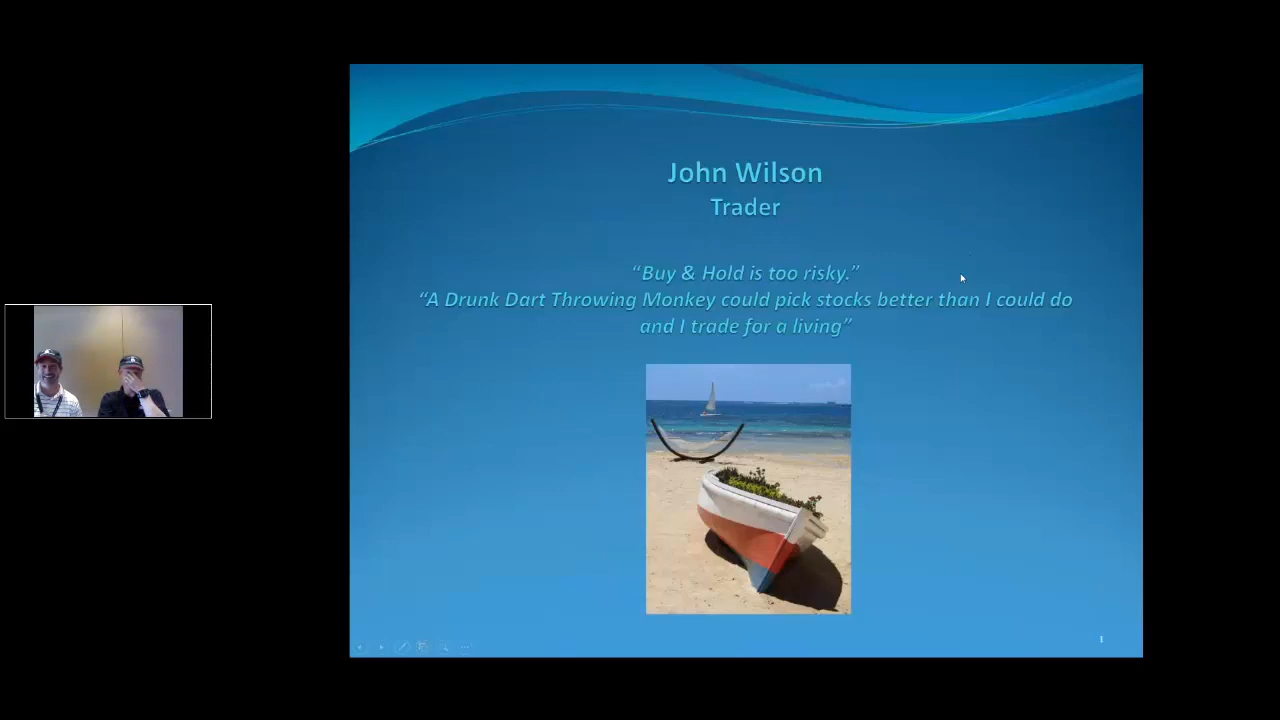 John Wilson
Trader
“Buy & Hold is too risky.”
“A Drunk Dart Throwing Monkey could pick stocks better than I could do
and I trade for a living”
1